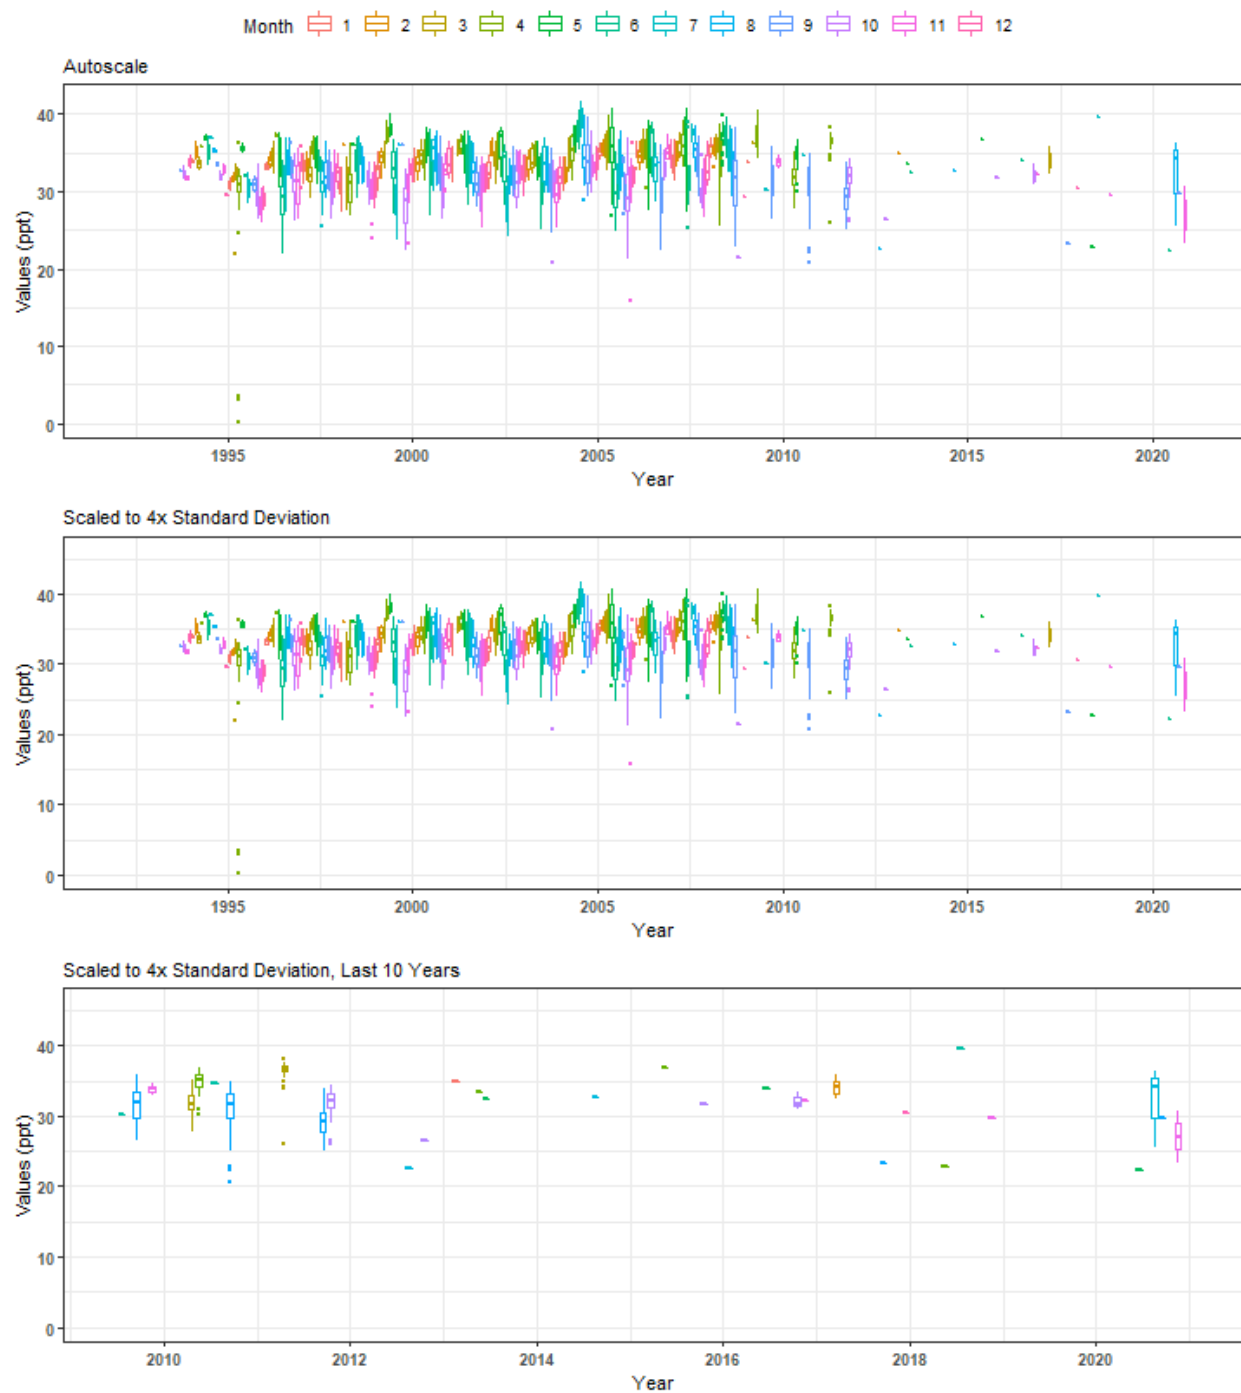 Month 1 2 3 4 5 6 7 8 9 10 11 12
Autoscale
40
30
20
10
0
Values (ppt)
1995 2000 2005 2010 2015 2020
Year
Scaled to 4x Standard Deviation
40
30
20
10
0
Values (ppt)
1995 2000 2005 2010 2015 2020
Year
Scaled to 4x Standard Deviation, Last 10 Years
40
30
20
10
0
Values (ppt)
2010 2012 2014 2016 2018 2020
Year